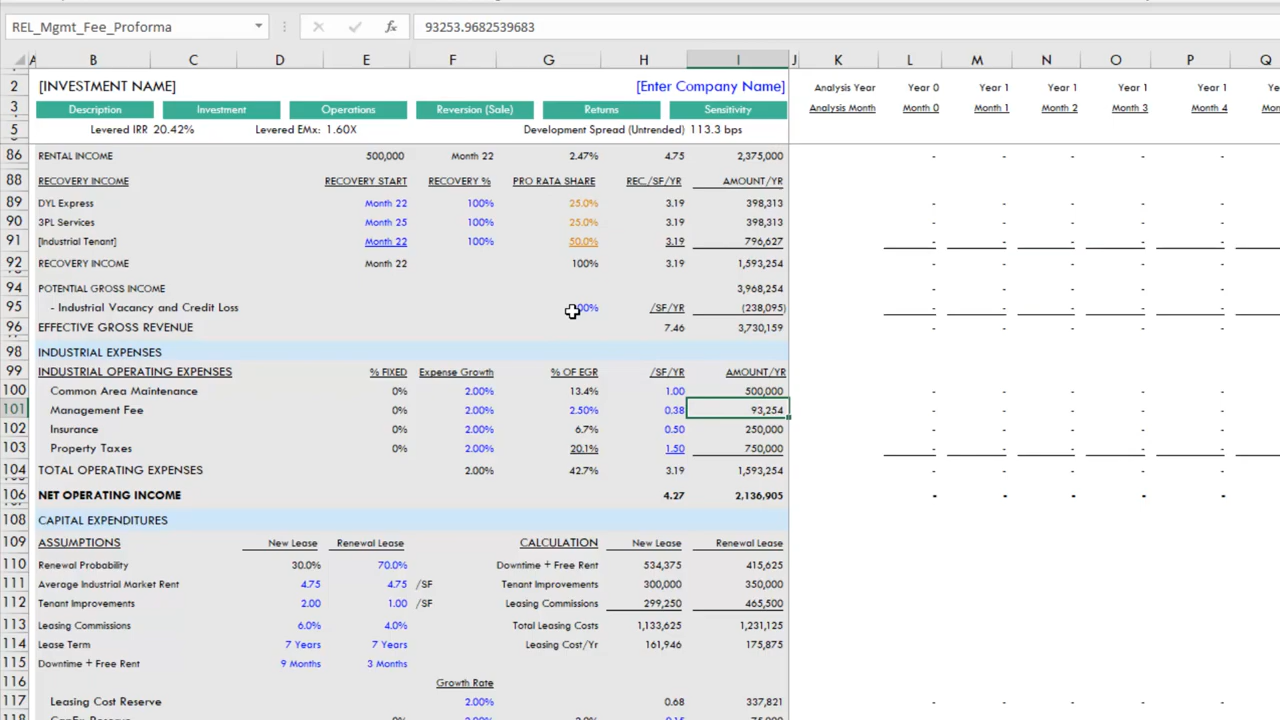 REL_Mgmt_Fee_Proforma fx 93253.9682539683
A B C D E F G H I J K L M N O P Q
2 [INVESTMENT NAME] [Enter Company Name] Analysis Year Year 0 Year 1 Year 1 Year 1 Year 1
3 Description Investment Operations Reversion (Sale) Returns Sensitivity Analysis Month Month 0 Month 1 Month 2 Month 3 Month 4
5 Levered IRR 20.42% Levered EMx: 1.60X Development Spread (Untrended) 113.3 bps
86 RENTAL INCOME 500,000 Month 22 2.47% 4.75 2,375,000 - - - - -
88 RECOVERY INCOME RECOVERY START RECOVERY % PRO RATA SHARE REC./SF/YR AMOUNT/YR
89 DYL Express Month 22 100% 25.0% 3.19 398,313 - - - - -
90 3PL Services Month 25 100% 25.0% 3.19 398,313 - - - - -
91 [Industrial Tenant] Month 22 100% 50.0% 3.19 796,627 - - - - -
92 RECOVERY INCOME Month 22 100% 3.19 1,593,254 - - - - -
94 POTENTIAL GROSS INCOME 3,968,254 - - - - -
95 - Industrial Vacancy and Credit Loss /SF/YR (238,095) - - - - -
96 EFFECTIVE GROSS REVENUE 7.46 3,730,159 - - - - -
98 INDUSTRIAL EXPENSES
99 INDUSTRIAL OPERATING EXPENSES % FIXED Expense Growth % OF EGR /SF/YR AMOUNT/YR
100 Common Area Maintenance 0% 2.00% 13.4% 1.00 500,000 - - - - -
101 Management Fee 0% 2.00% 2.50% 0.38 93,254 - - - - -
102 Insurance 0% 2.00% 6.7% 0.50 250,000 - - - - -
103 Property Taxes 0% 2.00% 20.1% 1.50 750,000 - - - - -
104 TOTAL OPERATING EXPENSES 2.00% 42.7% 3.19 1,593,254 - - - - -
106 NET OPERATING INCOME 4.27 2,136,905 - - - - -
108 CAPITAL EXPENDITURES
109 ASSUMPTIONS New Lease Renewal Lease CALCULATION New Lease Renewal Lease
110 Renewal Probability 30.0% 70.0% Downtime + Free Rent 534,375 415,625
111 Average Industrial Market Rent 4.75 4.75 /SF Tenant Improvements 300,000 350,000
112 Tenant Improvements 2.00 1.00 /SF Leasing Commissions 299,250 465,500
113 Leasing Commissions 6.0% 4.0% Total Leasing Costs 1,133,625 1,231,125
114 Lease Term 7 Years 7 Years Leasing Cost/Yr 161,946 175,875
115 Downtime + Free Rent 9 Months 3 Months
116 Growth Rate
117 Leasing Cost Reserve 2.00% 0.68 337,821 - - - - -